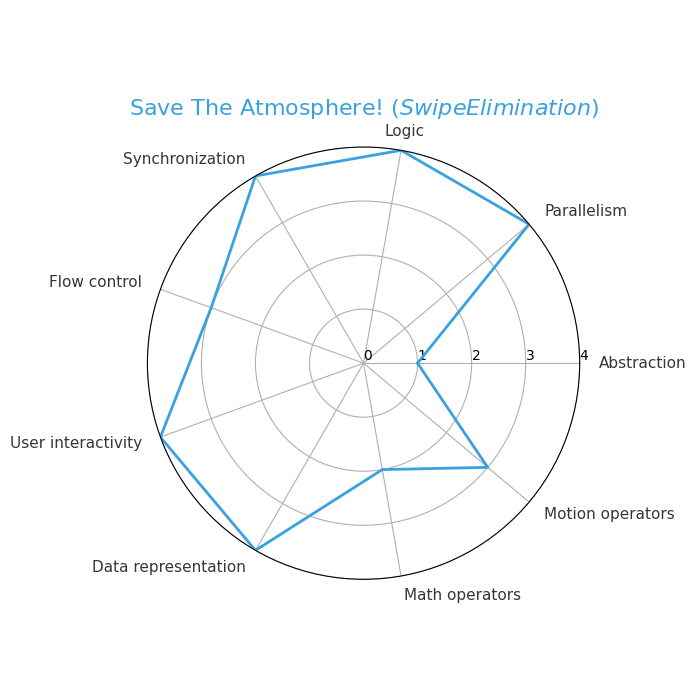 Save The Atmosphere! (SwipeElimination)
Logic
Synchronization
Parallelism
Flow control
0 1 2 3 4
Abstraction
User interactivity
Motion operators
Data representation
Math operators